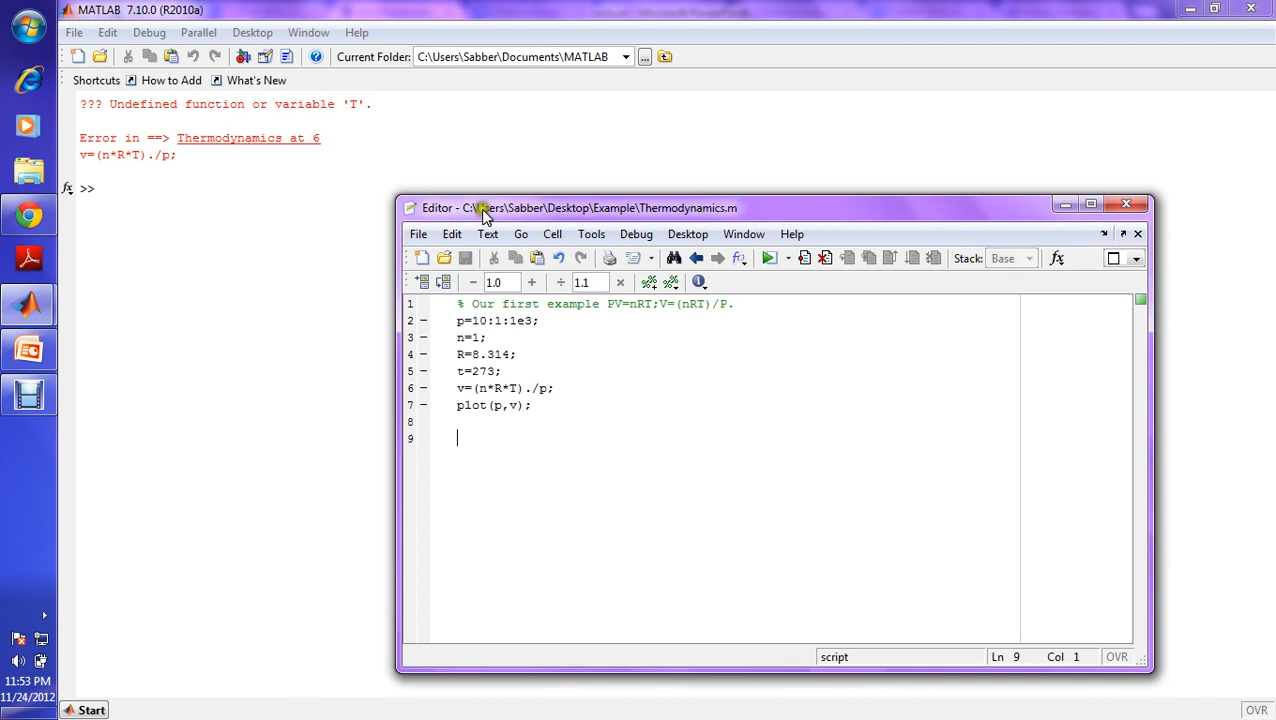 MATLAB 7.10.0 (R2010a)
File Edit Debug Parallel Desktop Window Help
Current Folder: C:\Users\Sabber\Documents\MATLAB ...
Shortcuts How to Add What's New
??? Undefined function or variable 'T'.
Error in ==> Thermodynamics at 6
v=(n*R*T)./p;
fx >>
Editor - C:\Users\Sabber\Desktop\Example\Thermodynamics.m
File Edit Text Go Cell Tools Debug Desktop Window Help
Stack: Base fx
− 1.0 + ÷ 1.1 ×
1 % Our first example PV=nRT;V=(nRT)/P.
2 – p=10:1:1e3;
3 – n=1;
4 – R=8.314;
5 – t=273;
6 – v=(n*R*T)./p;
7 – plot(p,v);
8
9
script Ln 9 Col 1 OVR
11:53 PM
11/24/2012
Start
OVR